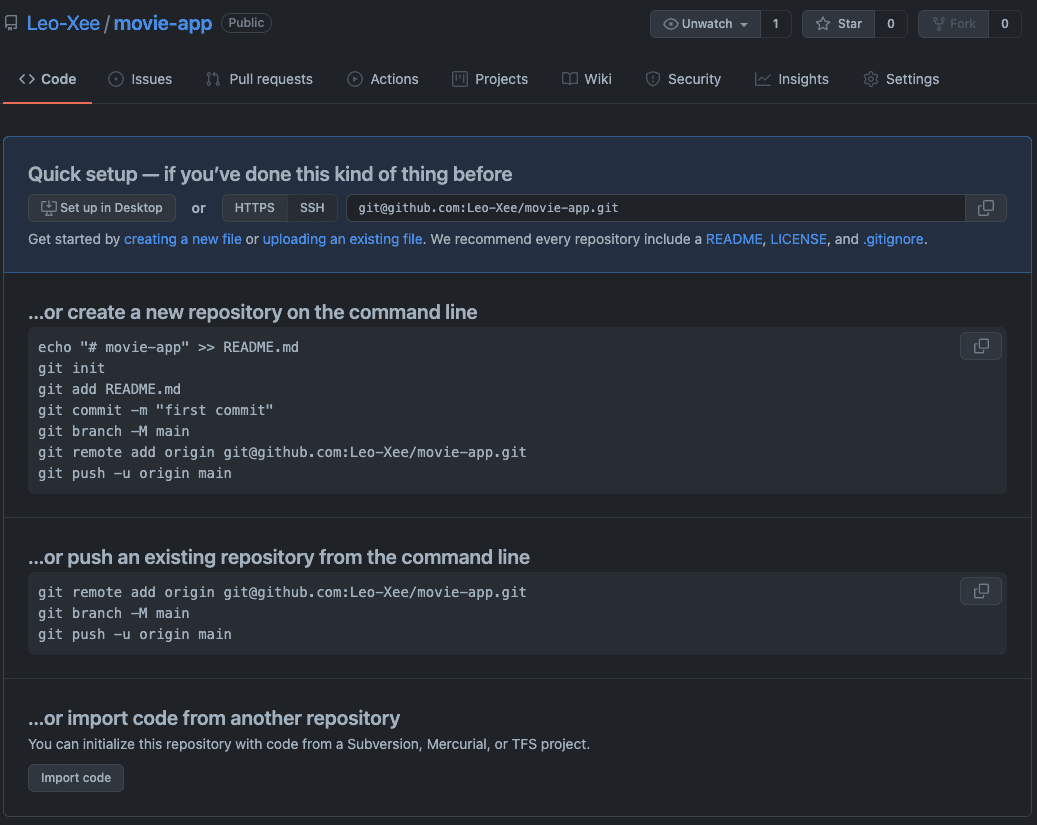 Leo-Xee / movie-app Public
Unwatch 1 Star 0 Fork 0
Code Issues Pull requests Actions Projects Wiki Security Insights Settings
Quick setup — if you’ve done this kind of thing before
Set up in Desktop or HTTPS SSH git@github.com:Leo-Xee/movie-app.git
Get started by creating a new file or uploading an existing file. We recommend every repository include a README, LICENSE, and .gitignore.
…or create a new repository on the command line
echo "# movie-app" >> README.md
git init
git add README.md
git commit -m "first commit"
git branch -M main
git remote add origin git@github.com:Leo-Xee/movie-app.git
git push -u origin main
…or push an existing repository from the command line
git remote add origin git@github.com:Leo-Xee/movie-app.git
git branch -M main
git push -u origin main
…or import code from another repository
You can initialize this repository with code from a Subversion, Mercurial, or TFS project.
Import code